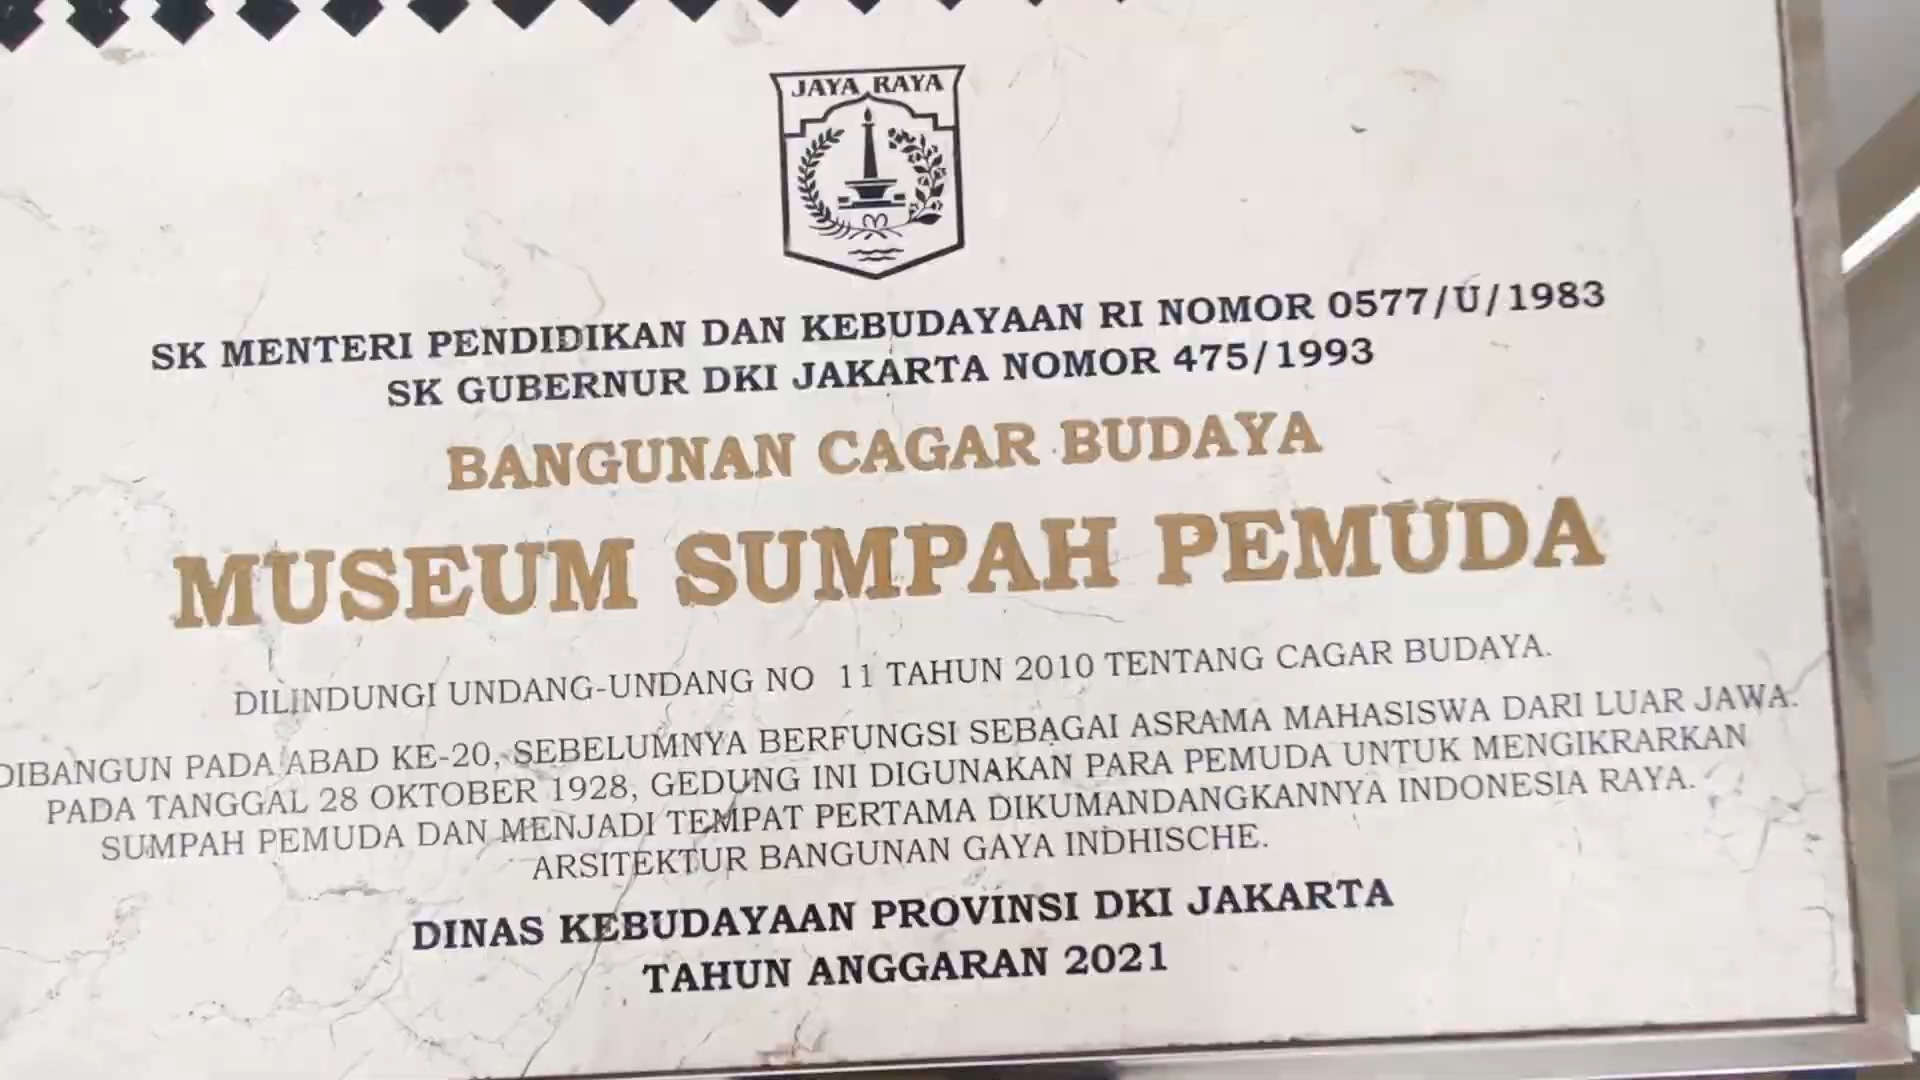 JAYA RAYA
SK MENTERI PENDIDIKAN DAN KEBUDAYAAN RI NOMOR 0577/U/1983
SK GUBERNUR DKI JAKARTA NOMOR 475/1993
BANGUNAN CAGAR BUDAYA
MUSEUM SUMPAH PEMUDA
DILINDUNGI UNDANG-UNDANG NO 11 TAHUN 2010 TENTANG CAGAR BUDAYA.
DIBANGUN PADA ABAD KE-20, SEBELUMNYA BERFUNGSI SEBAGAI ASRAMA MAHASISWA DARI LUAR JAWA.
PADA TANGGAL 28 OKTOBER 1928, GEDUNG INI DIGUNAKAN PARA PEMUDA UNTUK MENGIKRARKAN
SUMPAH PEMUDA DAN MENJADI TEMPAT PERTAMA DIKUMANDANGKANNYA INDONESIA RAYA.
ARSITEKTUR BANGUNAN GAYA INDHISCHE.
DINAS KEBUDAYAAN PROVINSI DKI JAKARTA
TAHUN ANGGARAN 2021